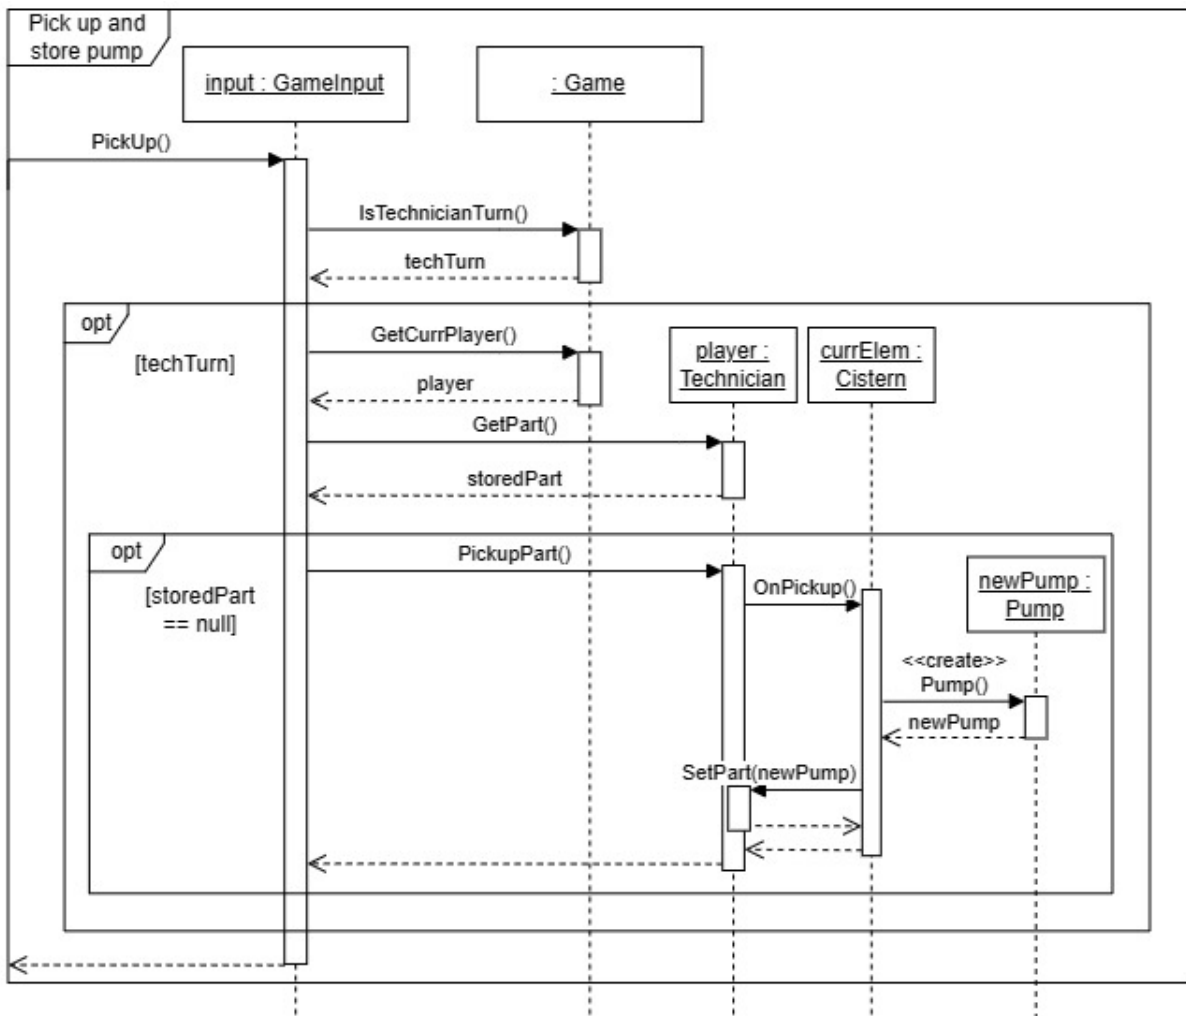 Pick up and
store pump
input : GameInput
: Game
PickUp()
IsTechnicianTurn()
techTurn
opt
[techTurn]
GetCurrPlayer()
player :
Technician
currElem :
Cistern
player
GetPart()
storedPart
opt
[storedPart
== null]
PickupPart()
OnPickup()
newPump :
Pump
<<create>>
Pump()
newPump
SetPart(newPump)